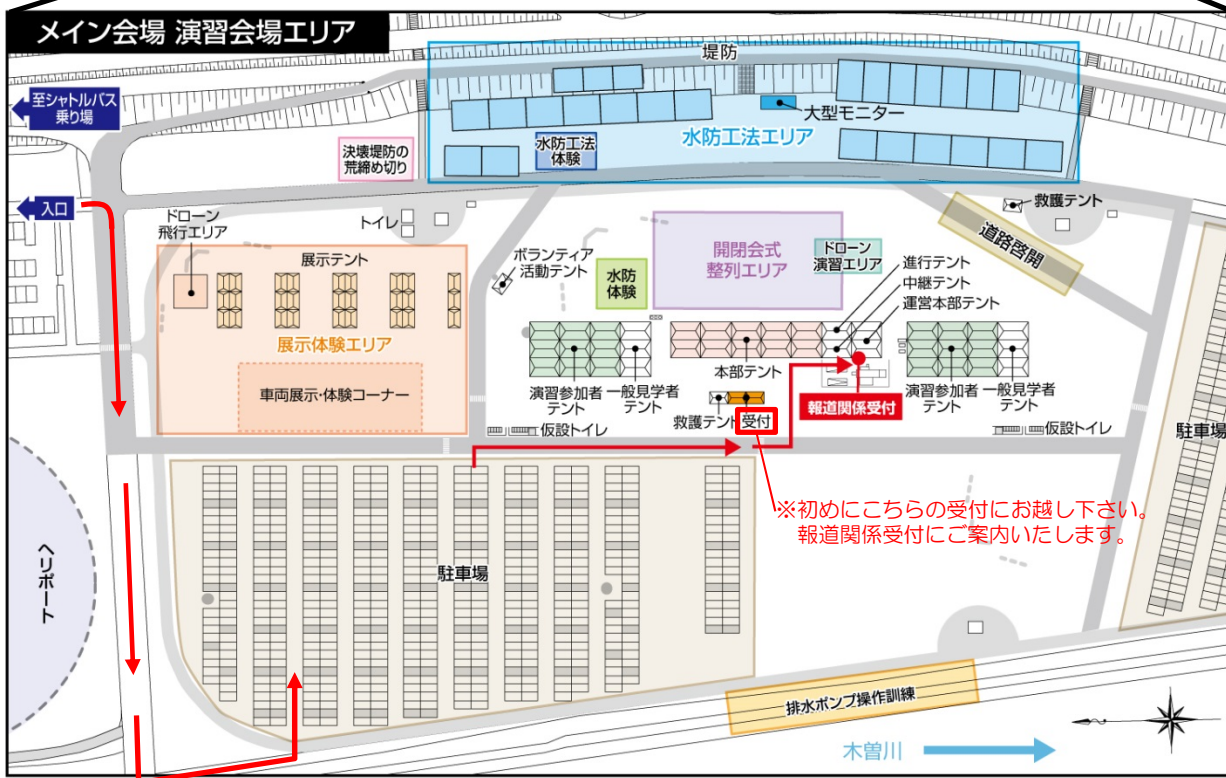 メイン会場 演習会場エリア
堤防
至シャトルバス
乗り場
大型モニター
水防工法エリア
水防工法
体験
決壊堤防の
荒締め切り
入口
ドローン
飛行エリア
トイレ
救護テント
道路啓開
展示テント
ボランティア
活動テント
水防
体験
開閉会式
整列エリア
ドローン
演習エリア
進行テント
中継テント
運営本部テント
展示体験エリア
車両展示・体験コーナー
演習参加者
テント
一般見学者
テント
本部テント
報道関係受付
演習参加者
テント
一般見学者
テント
救護テント
受付
仮設トイレ
仮設トイレ
駐車場
※初めにこちらの受付にお越し下さい。
報道関係受付にご案内いたします。
ヘリポート
駐車場
排水ポンプ操作訓練
木曽川